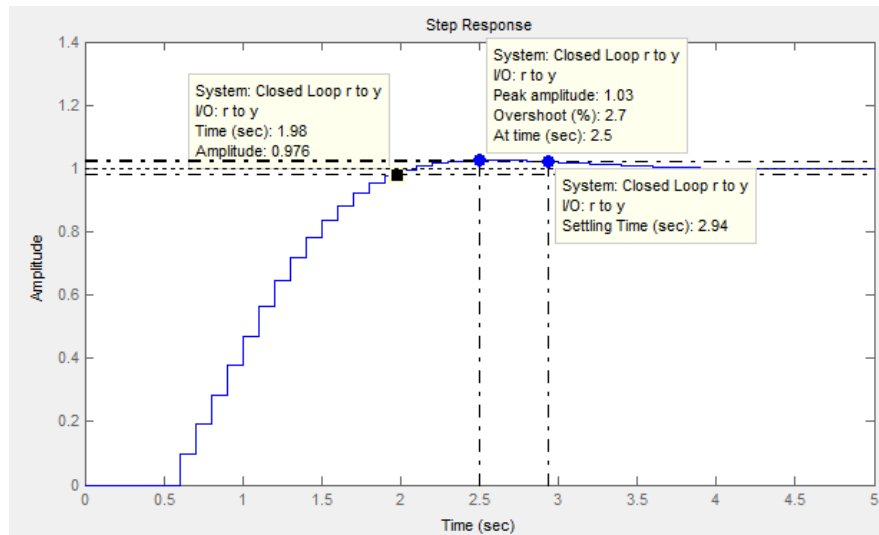 Step Response
System: Closed Loop r to y
I/O: r to y
Time (sec): 1.98
Amplitude: 0.976
System: Closed Loop r to y
I/O: r to y
Peak amplitude: 1.03
Overshoot (%): 2.7
At time (sec): 2.5
System: Closed Loop r to y
I/O: r to y
Settling Time (sec): 2.94
Amplitude
1.4
1.2
1
0.8
0.6
0.4
0.2
0
0 0.5 1 1.5 2 2.5 3 3.5 4 4.5 5
Time (sec)